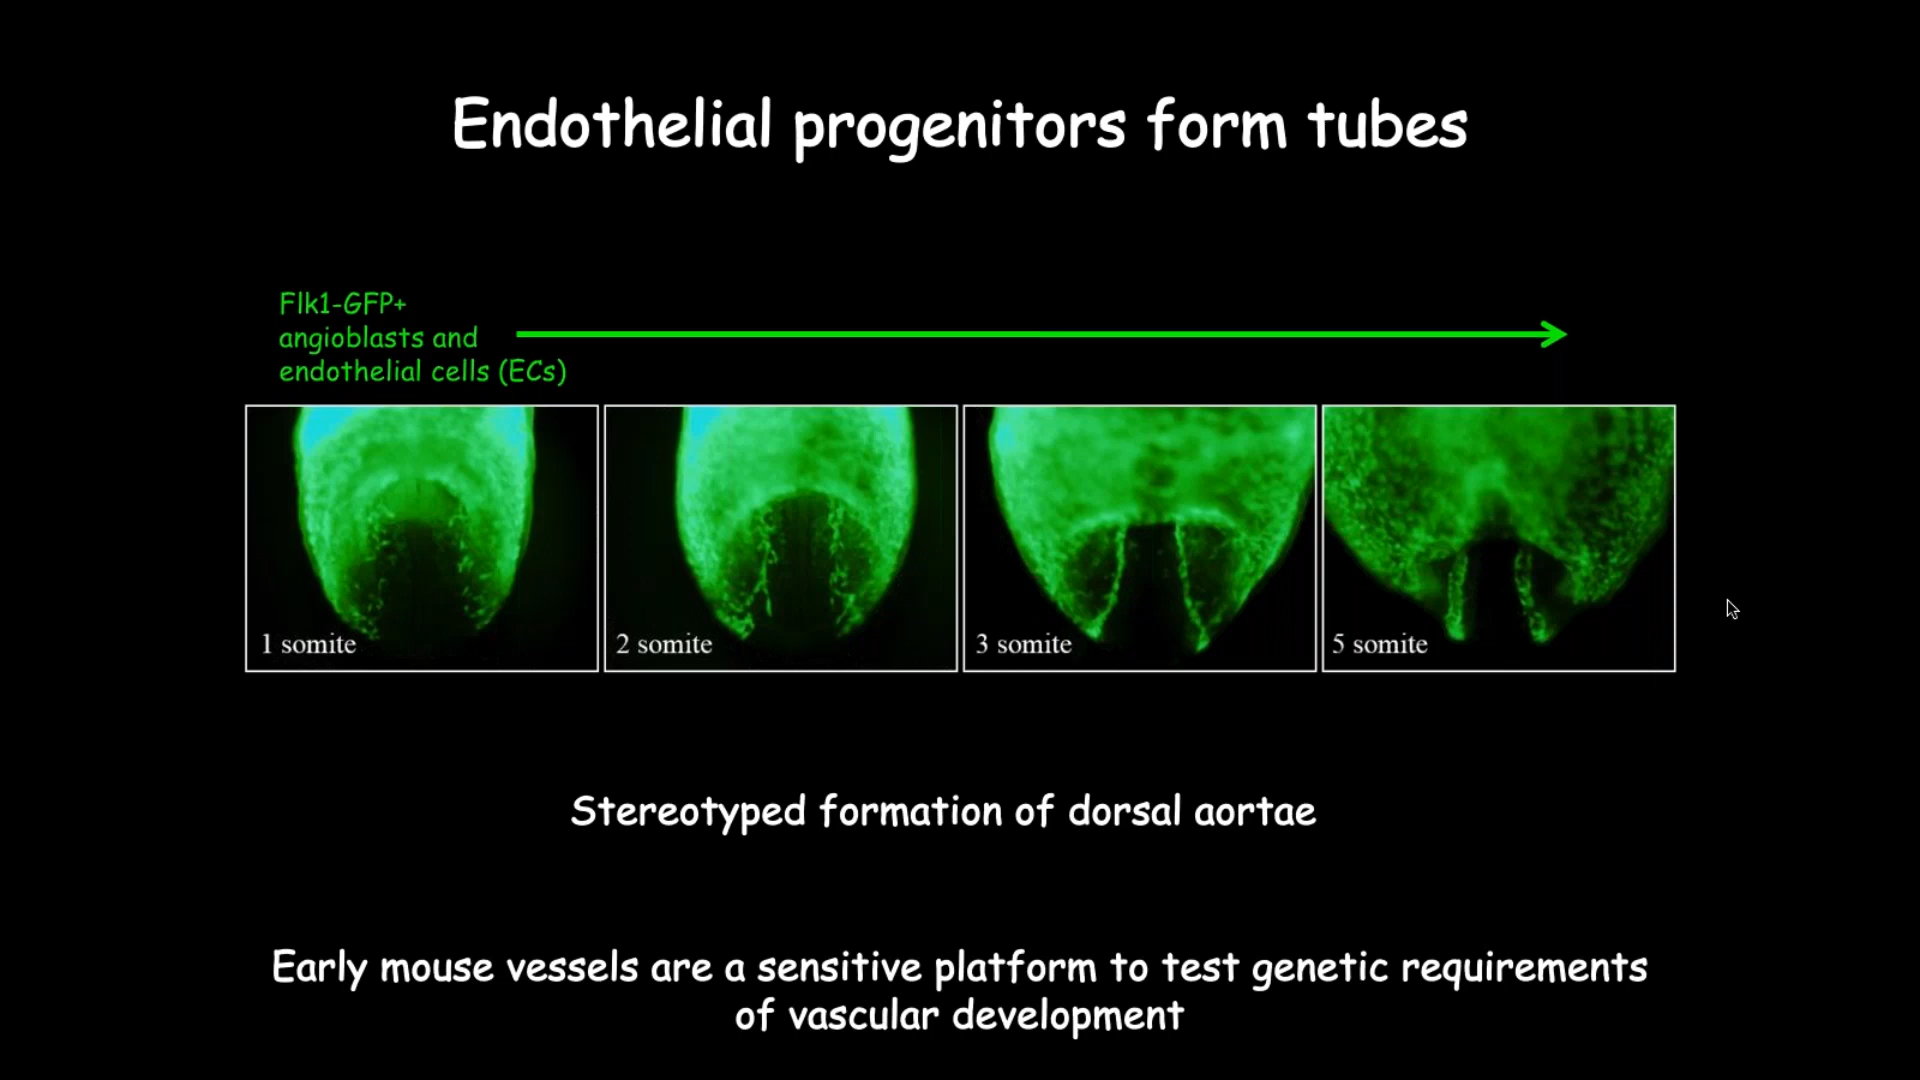 Endothelial progenitors form tubes
Flk1-GFP+
angioblasts and
endothelial cells (ECs)
1 somite
2 somite
3 somite
5 somite
Stereotyped formation of dorsal aortae
Early mouse vessels are a sensitive platform to test genetic requirements
of vascular development